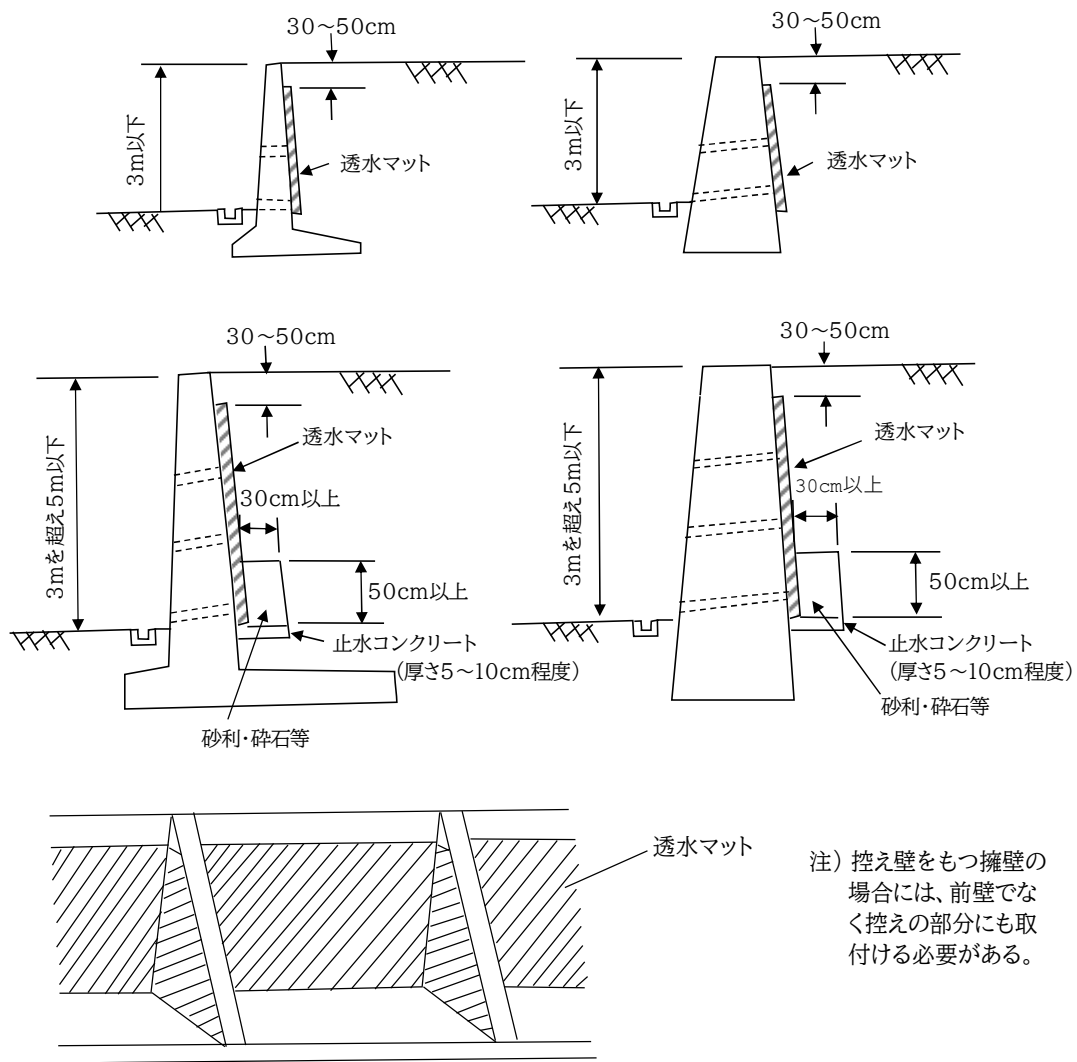 30～50cm
3m以下
透水マット
30～50cm
3m以下
透水マット
30～50cm
3mを超え5m以下
透水マット
30cm以上
50cm以上
止水コンクリート
(厚さ5～10cm程度)
砂利・砕石等
30～50cm
3mを超え5m以下
透水マット
30cm以上
50cm以上
止水コンクリート
(厚さ5～10cm程度)
砂利・砕石等
透水マット
注) 控え壁をもつ擁壁の
場合には、前壁でな
く控えの部分にも取
付ける必要がある。